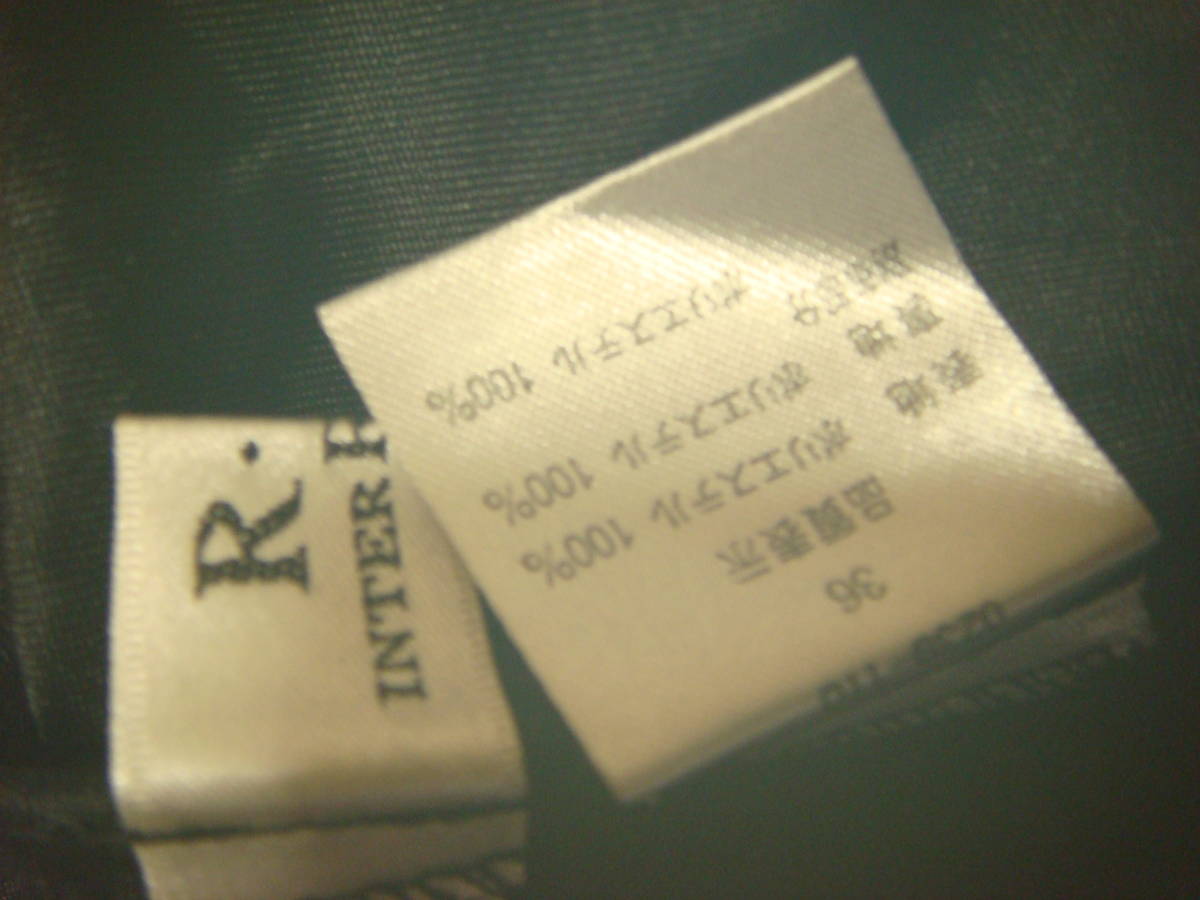 R.
INTER
36
品質表示
表地
ポリエステル 100%
裏地
ポリエステル 100%
ポリエステル 100%